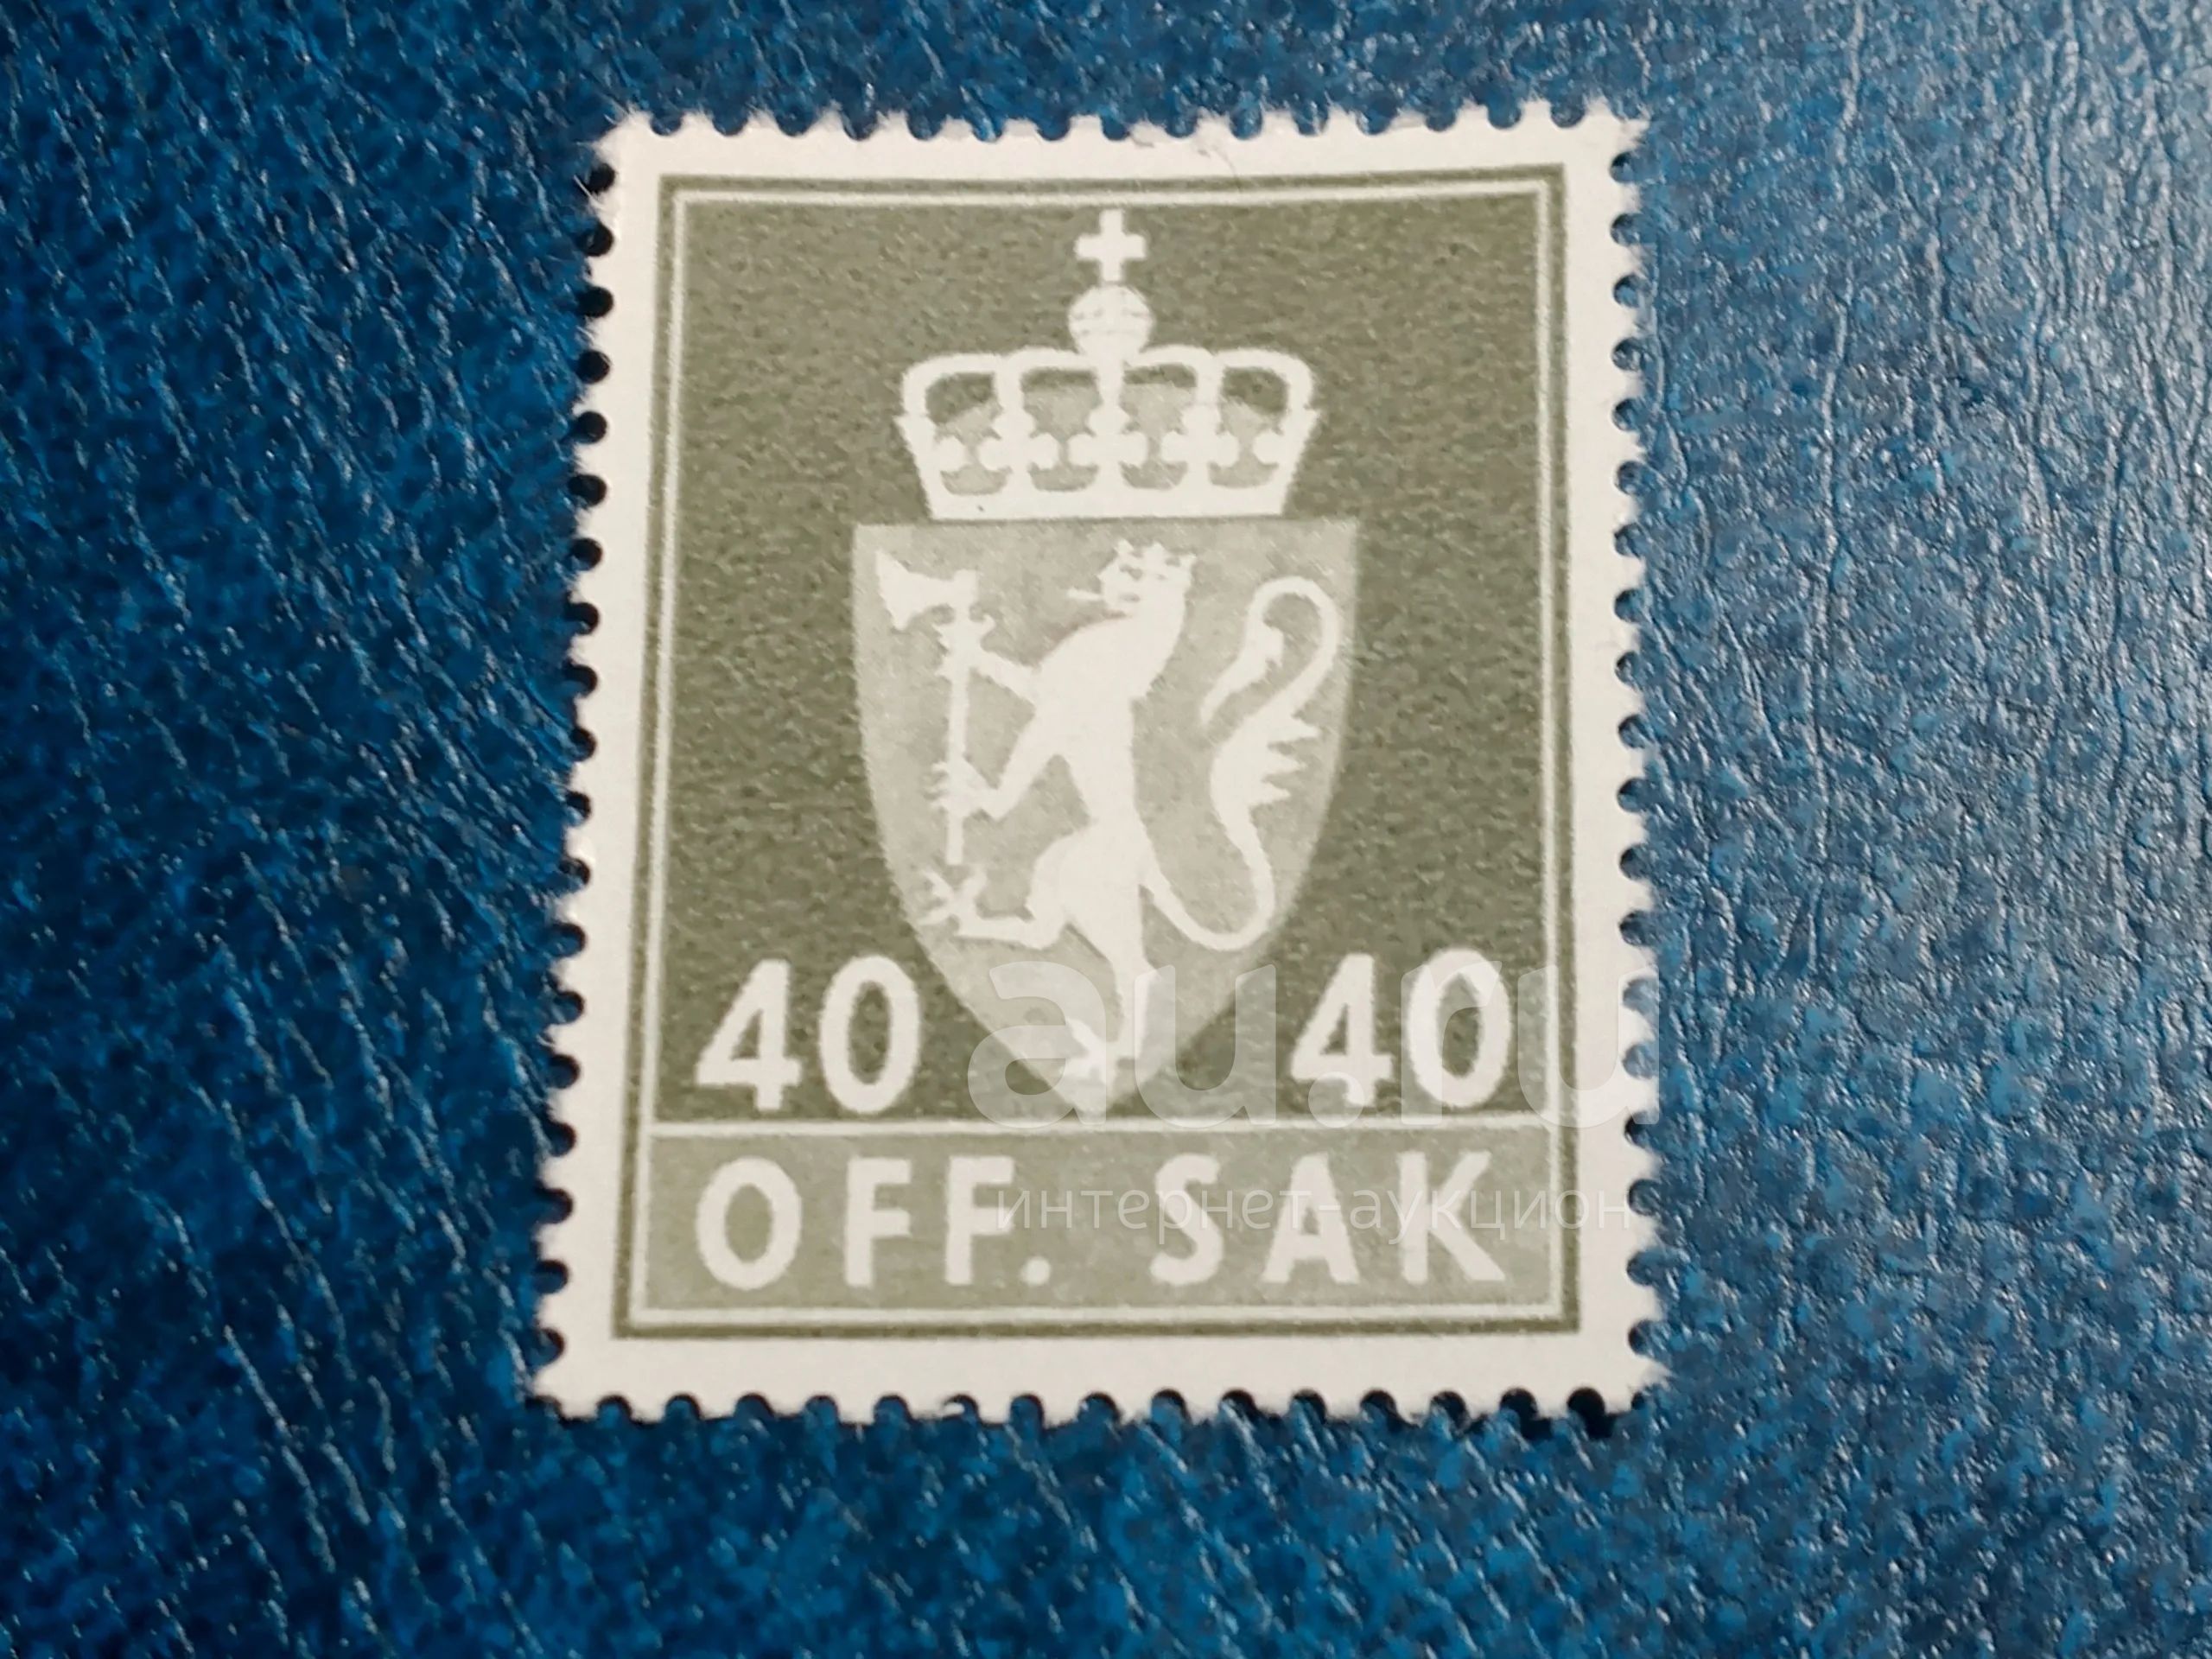 40 40
au.ru
OFF. SAK
интернет-аукцион